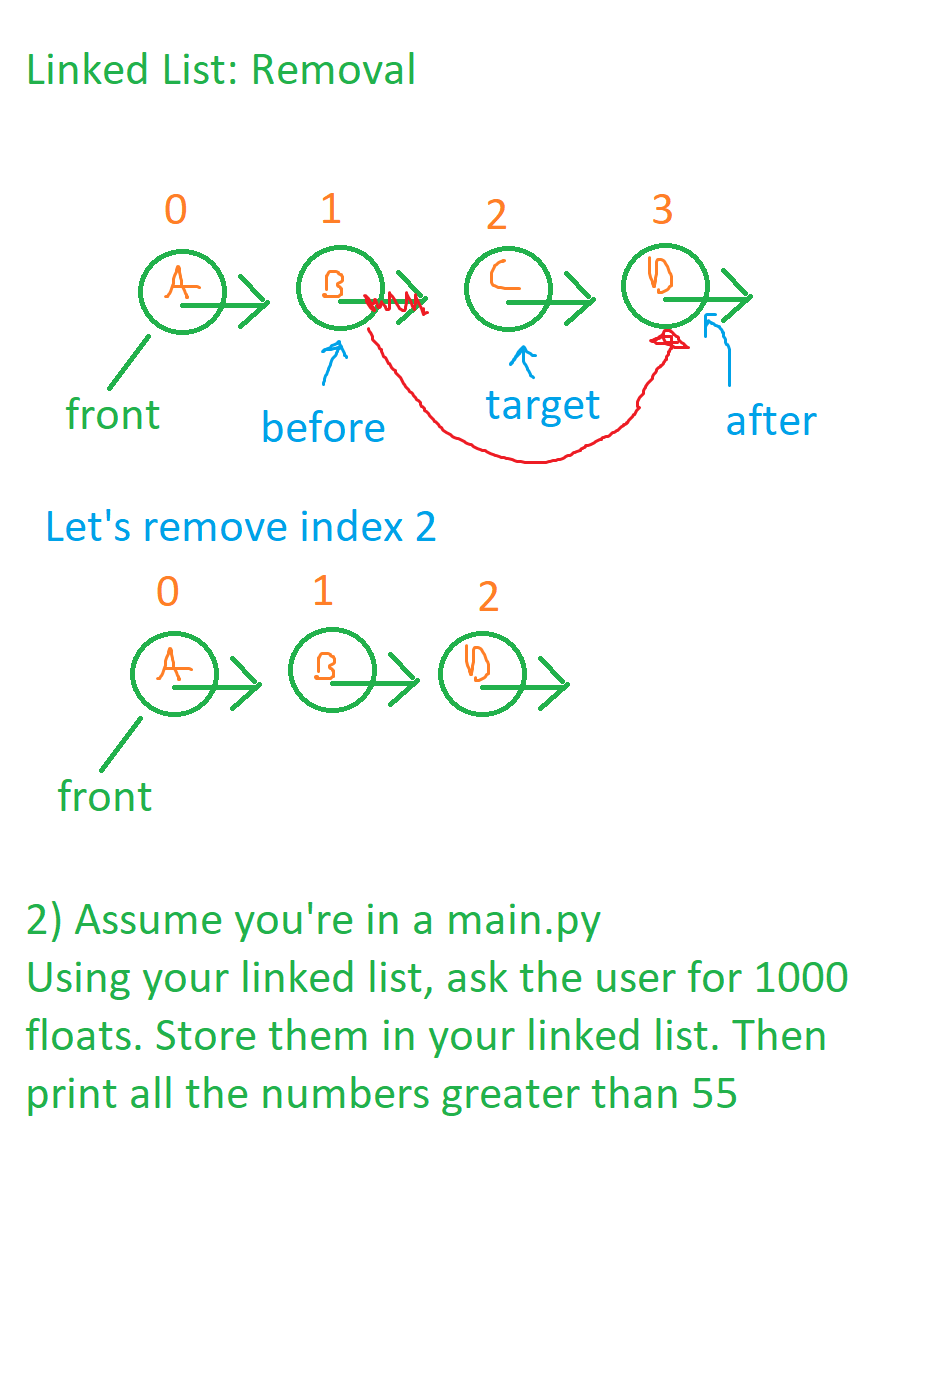 Linked List: Removal
0 1 2 3
A B C D
front before target after
Let's remove index 2
0 1 2
A B D
front
2) Assume you're in a main.py
Using your linked list, ask the user for 1000
floats. Store them in your linked list. Then
print all the numbers greater than 55